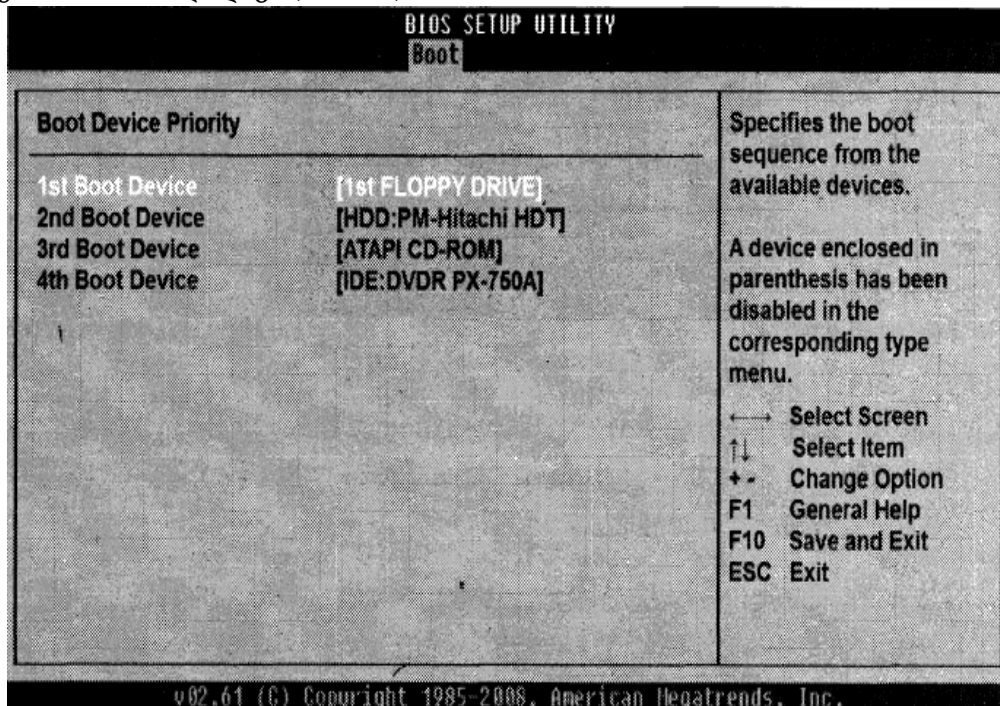 BIOS SETUP UTILITY
Boot
Boot Device Priority
1st Boot Device [1st FLOPPY DRIVE]
2nd Boot Device [HDD:PM-Hitachi HDT]
3rd Boot Device [ATAPI CD-ROM]
4th Boot Device [IDE:DVDR PX-750A]
Specifies the boot
sequence from the
available devices.
A device enclosed in
parenthesis has been
disabled in the
corresponding type
menu.
←→ Select Screen
↑↓ Select Item
+ - Change Option
F1 General Help
F10 Save and Exit
ESC Exit
v02.61 (C) Copyright 1985-2008, American Megatrends, Inc.